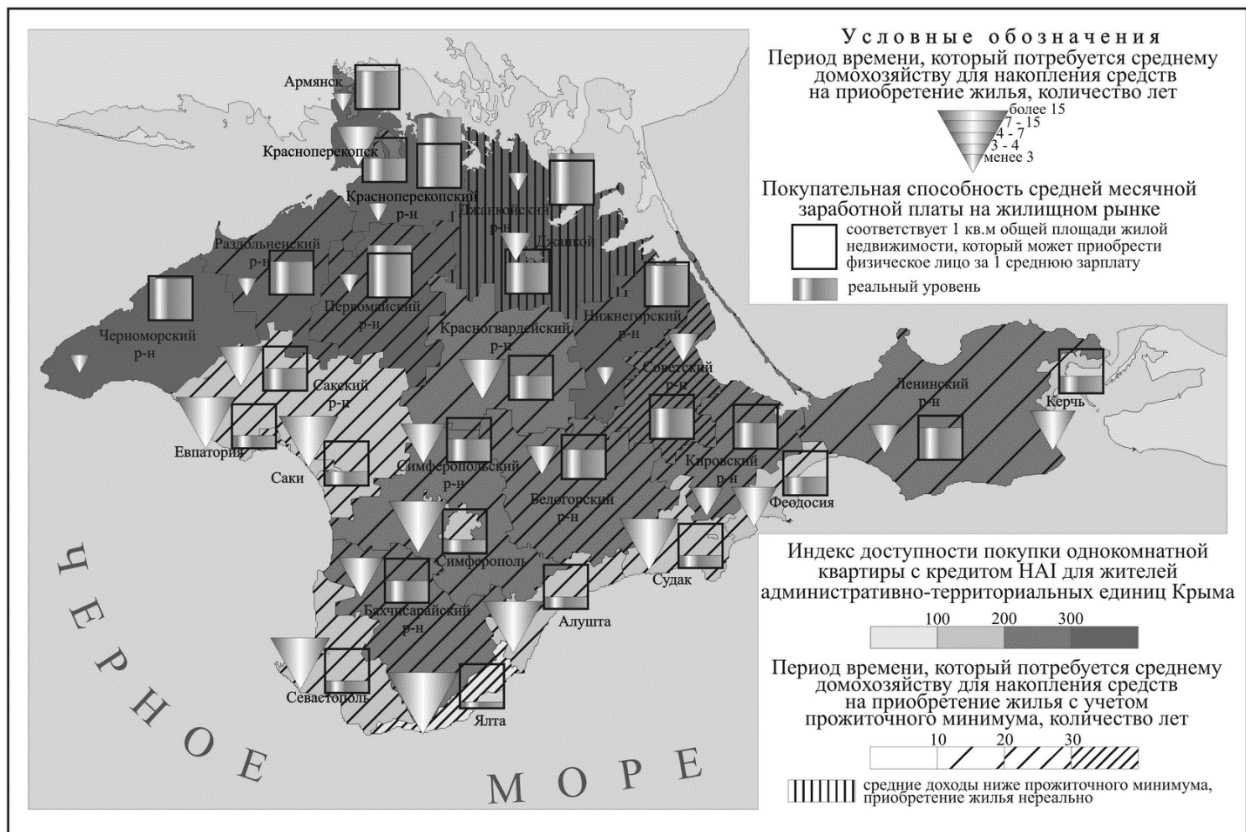 Армянск
Красноперекопск
Красноперекопский
р-н
Джанкойский
р-н
Джанкой
Раздольненский
р-н
Первомайский
р-н
Черноморский
р-н
Красногвардейский
р-н
Нижнегорский
р-н
Советский
р-н
Ленинский
р-н
Керчь
Сакский
р-н
Евпатория
Саки
Симферопольский
р-н
Белогорский
р-н
Кировский
р-н
Феодосия
Симферополь
Судак
Бахчисарайский
р-н
Алушта
Севастополь
Ялта
ЧЕРНОЕ
МОРЕ
Условные обозначения
Период времени, который потребуется среднему
домохозяйству для накопления средств
на приобретение жилья, количество лет
более 15
7 - 15
4 - 7
3 - 4
менее 3
Покупательная способность средней месячной
заработной платы на жилищном рынке
соответствует 1 кв.м общей площади жилой
недвижимости, который может приобрести
физическое лицо за 1 среднюю зарплату
реальный уровень
Индекс доступности покупки однокомнатной
квартиры с кредитом HAI для жителей
административно-территориальных единиц Крыма
100 200 300
Период времени, который потребуется среднему
домохозяйству для накопления средств
на приобретение жилья с учетом
прожиточного минимума, количество лет
10 20 30
средние доходы ниже прожиточного минимума,
приобретение жилья нереально